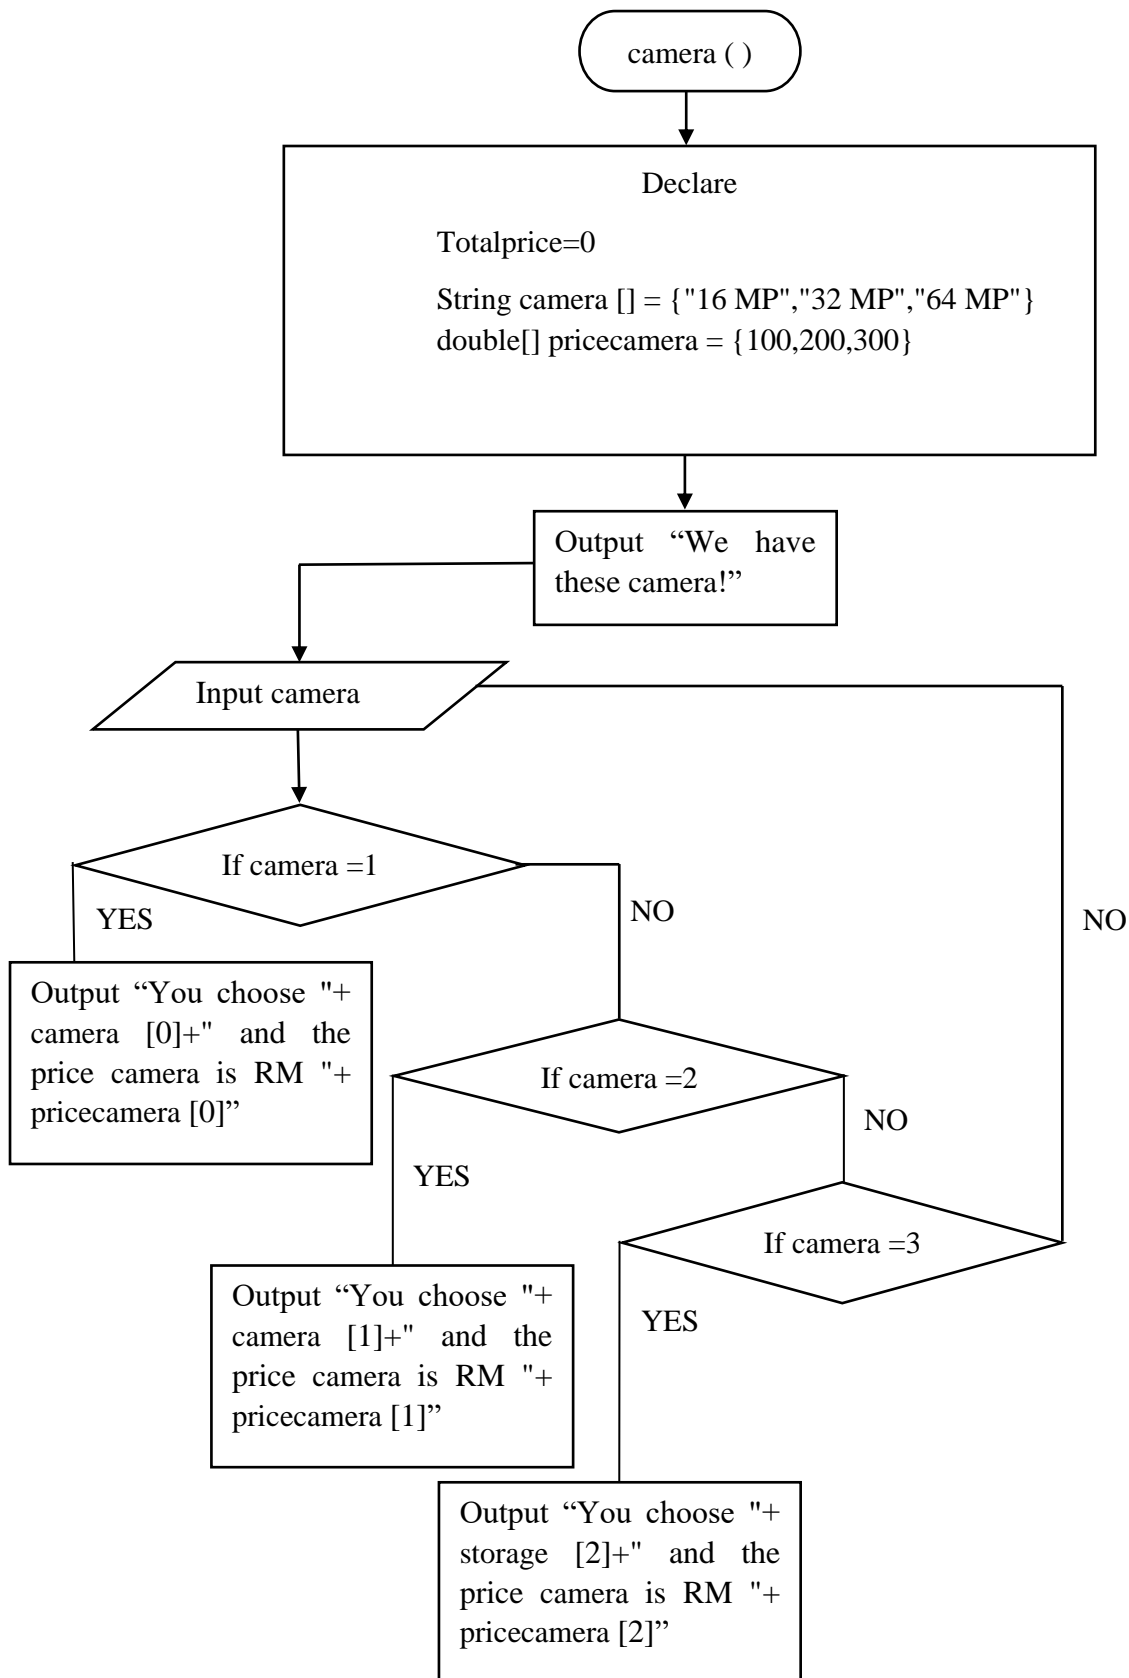 camera ( )
Declare
Totalprice=0
String camera [] = {"16 MP","32 MP","64 MP"}
double[] pricecamera = {100,200,300}
Output “We have
these camera!”
Input camera
If camera =1
YES
NO
NO
Output “You choose "+
camera [0]+" and the
price camera is RM "+
pricecamera [0]”
If camera =2
NO
YES
If camera =3
Output “You choose "+
camera [1]+" and the
price camera is RM "+
pricecamera [1]”
YES
Output “You choose "+
storage [2]+" and the
price camera is RM "+
pricecamera [2]”